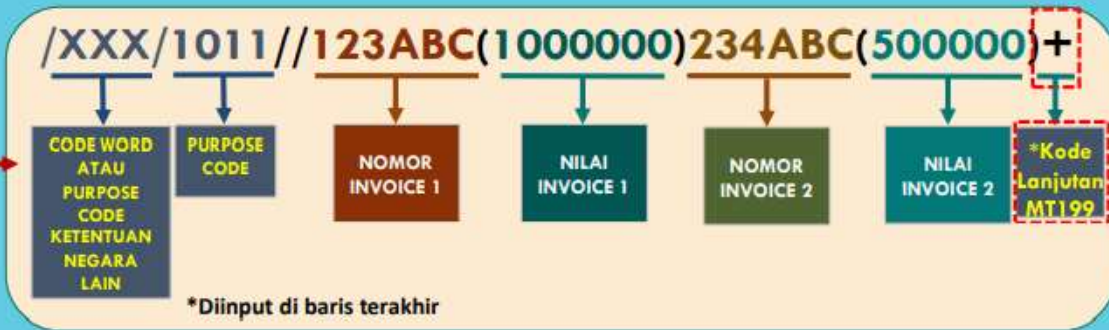 /XXX/1011//123ABC(1000000)234ABC(500000)+
CODE WORD
ATAU
PURPOSE
CODE
KETENTUAN
NEGARA
LAIN
PURPOSE
CODE
NOMOR
INVOICE 1
NILAI
INVOICE 1
NOMOR
INVOICE 2
NILAI
INVOICE 2
*Kode
Lanjutan
MT199
*Diinput di baris terakhir